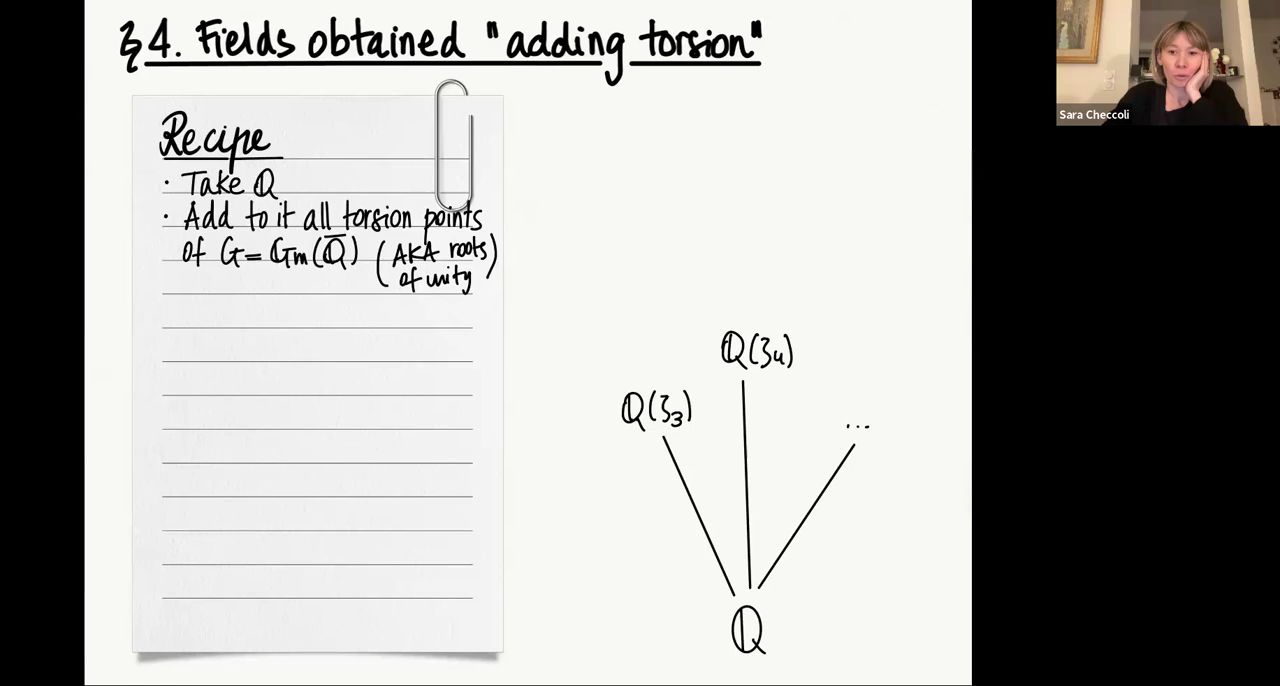 §4. Fields obtained "adding torsion"
Recipe
· Take ℚ
· Add to it all torsion points
of G = 𝔾m(ℚ̅) (AKA roots
of unity)
ℚ(ζ₄)
ℚ(ζ₃)
...
ℚ
Sara Checcoli